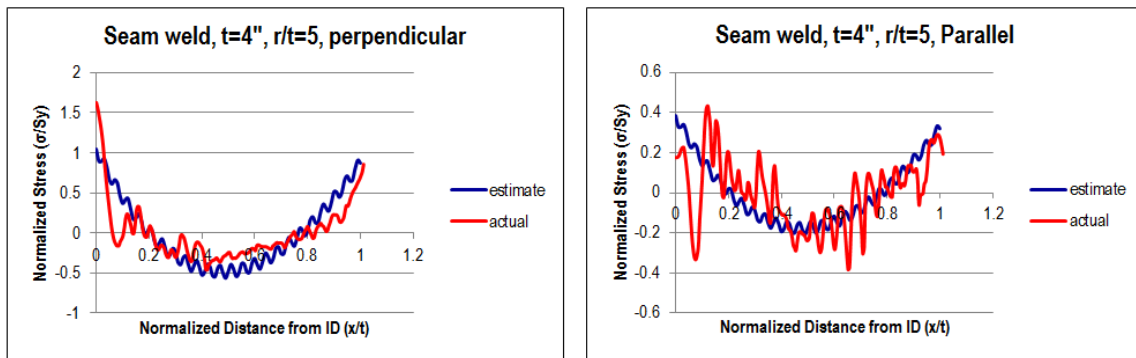 Seam weld, t=4", r/t=5, perpendicular
Normalized Stress (σ/Sy)
2
1.5
1
0.5
0
-0.5
-1
0 0.2 0.4 0.6 0.8 1 1.2
Normalized Distance from ID (x/t)
estimate
actual
Seam weld, t=4", r/t=5, Parallel
Normalized Stress (σ/Sy)
0.6
0.4
0.2
0
-0.2
-0.4
-0.6
0 0.2 0.4 0.6 0.8 1 1.2
Normalized Distance from ID (x/t)
estimate
actual